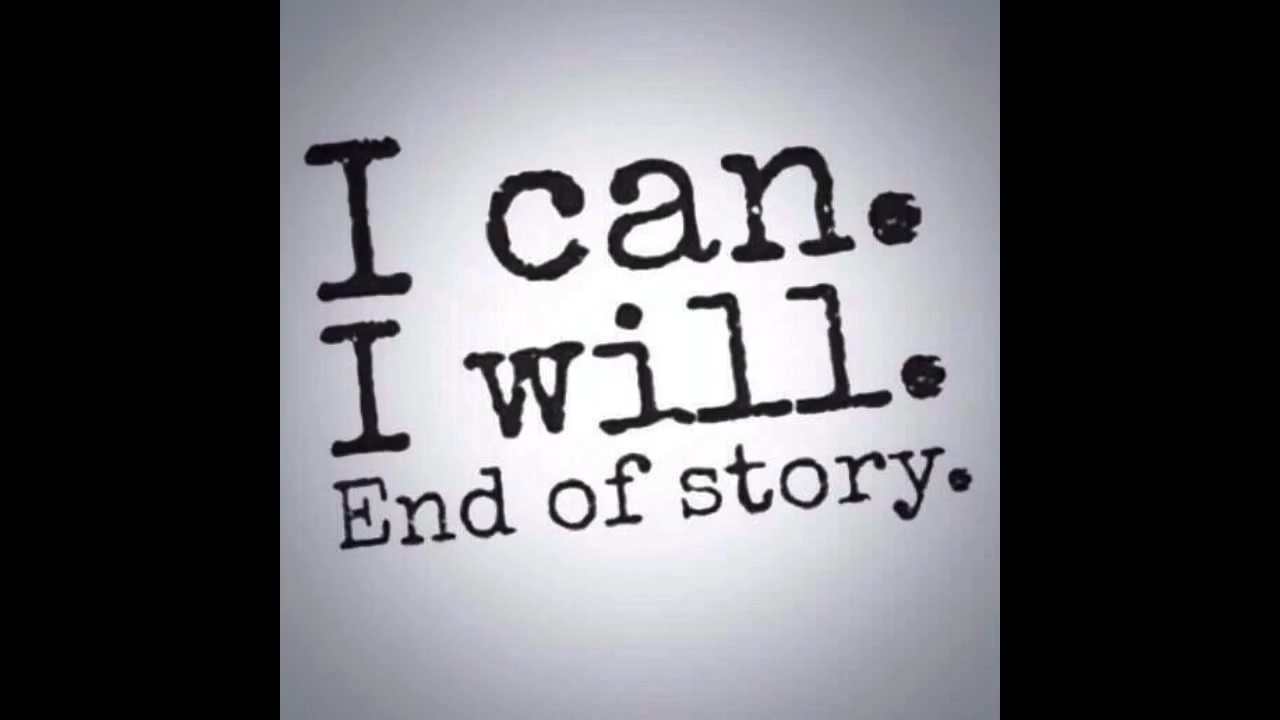 I can.
I will.
End of story.